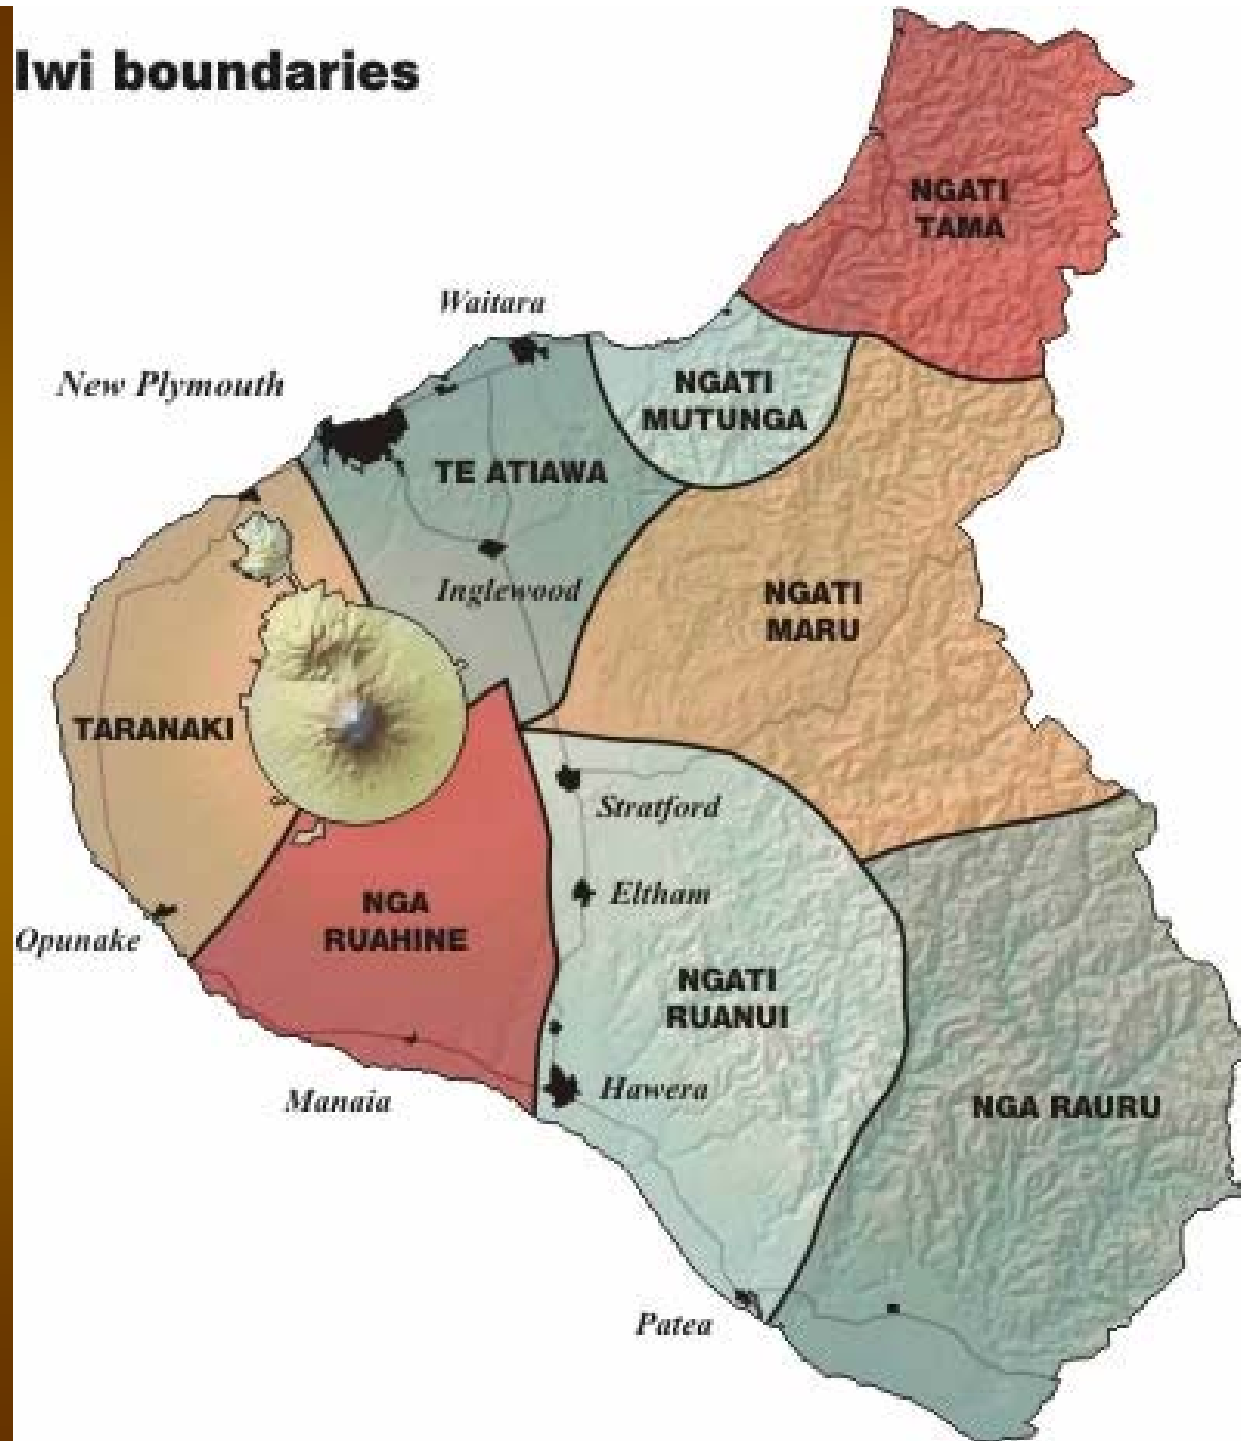 Iwi boundaries
NGATI
TAMA
Waitara
New Plymouth
NGATI
MUTUNGA
TE ATIAWA
Inglewood
NGATI
MARU
TARANAKI
Stratford
NGA
RUAHINE
Eltham
Opunake
NGATI
RUANUI
Manaia
Hawera
NGA RAURU
Patea